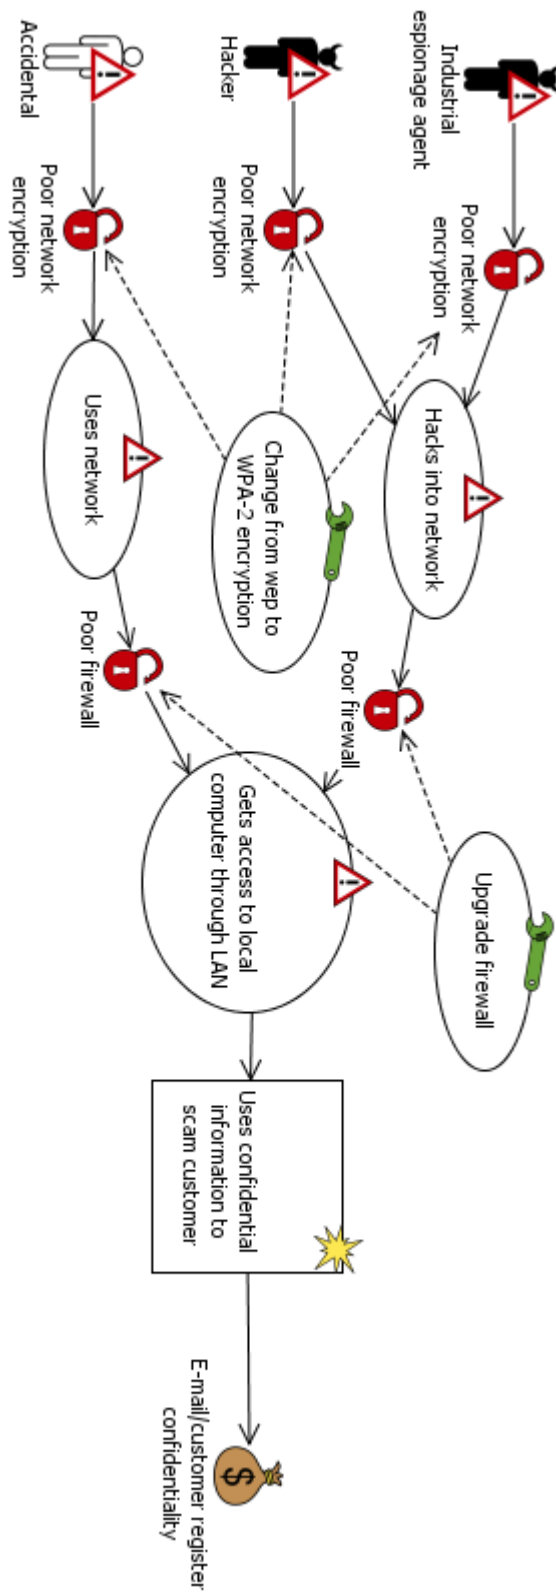 Industrial
espionage agent
Poor network
encryption
Hacks into network
Poor firewall
Upgrade firewall
Hacker
Poor network
encryption
Change from wep to
WPA-2 encryption
Gets access to local
computer through LAN
Uses confidential
information to
scam customer
E-mail/customer register
confidentiality
$
Accidental
Poor network
encryption
Uses network
Poor firewall